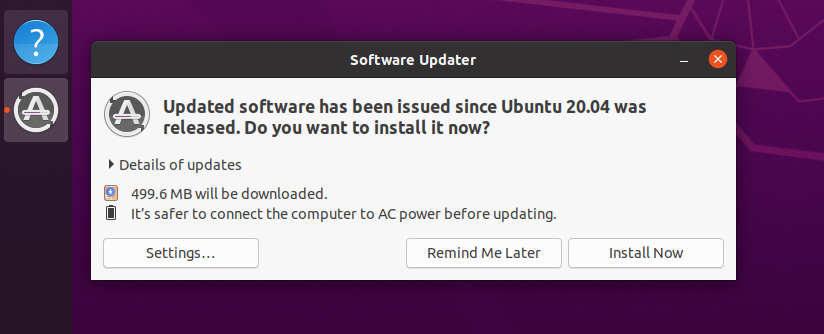 Software Updater
Updated software has been issued since Ubuntu 20.04 was
released. Do you want to install it now?
Details of updates
499.6 MB will be downloaded.
It’s safer to connect the computer to AC power before updating.
Settings…
Remind Me Later
Install Now